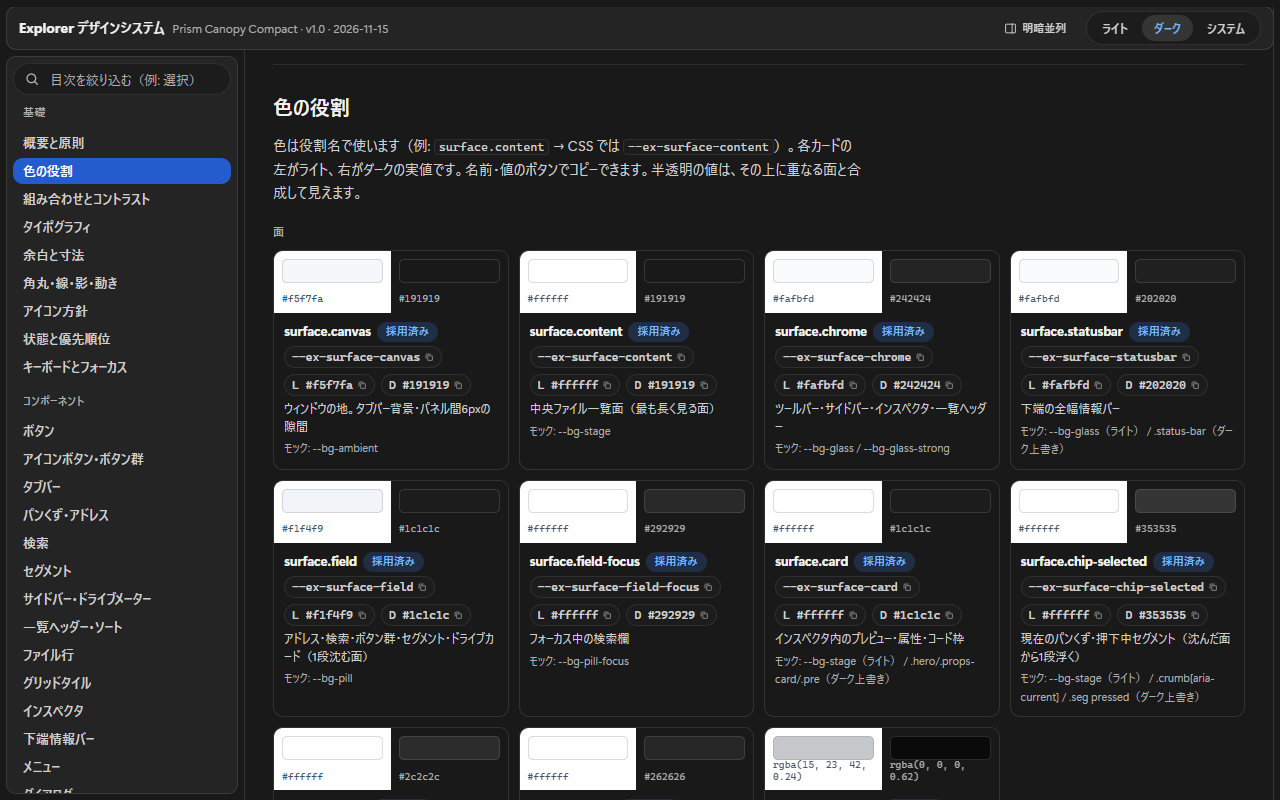 Explorer デザインシステム Prism Canopy Compact · v1.0 · 2026-11-15
明暗並列
ライト
ダーク
システム
目次を絞り込む（例: 選択）
基礎
概要と原則
色の役割
組み合わせとコントラスト
タイポグラフィ
余白と寸法
角丸・線・影・動き
アイコン方針
状態と優先順位
キーボードとフォーカス
コンポーネント
ボタン
アイコンボタン・ボタン群
タブバー
パンくず・アドレス
検索
セグメント
サイドバー・ドライブメーター
一覧ヘッダー・ソート
ファイル行
グリッドタイル
インスペクタ
下端情報バー
メニュー
ダイアログ
色の役割
色は役割名で使います（例: surface.content → CSS では --ex-surface-content ）。各カードの
左がライト、右がダークの実値です。名前・値のボタンでコピーできます。半透明の値は、その上に重なる面と合
成して見えます。
面
#f5f7fa #191919
surface.canvas 採用済み
--ex-surface-canvas
L #f5f7fa D #191919
ウィンドウの地。タブバー背景・パネル間6pxの
隙間
モック: --bg-ambient
#ffffff #191919
surface.content 採用済み
--ex-surface-content
L #ffffff D #191919
中央ファイル一覧面（最も長く見る面）
モック: --bg-stage
#fafbfd #242424
surface.chrome 採用済み
--ex-surface-chrome
L #fafbfd D #242424
ツールバー・サイドバー・インスペクタ・一覧ヘッダ
ー
モック: --bg-glass / --bg-glass-strong
#fafbfd #202020
surface.statusbar 採用済み
--ex-surface-statusbar
L #fafbfd D #202020
下端の全幅情報バー
モック: --bg-glass（ライト） / .status-bar（ダー
ク上書き）
#f1f4f9 #1c1c1c
surface.field 採用済み
--ex-surface-field
L #f1f4f9 D #1c1c1c
アドレス・検索・ボタン群・セグメント・ドライブカ
ード（1段沈む面）
モック: --bg-pill
#ffffff #292929
surface.field-focus 採用済み
--ex-surface-field-focus
L #ffffff D #292929
フォーカス中の検索欄
モック: --bg-pill-focus
#ffffff #1c1c1c
surface.card 採用済み
--ex-surface-card
L #ffffff D #1c1c1c
インスペクタ内のプレビュー・属性・コード枠
モック: --bg-stage（ライト） / .hero/.props-
card/.pre（ダーク上書き）
#ffffff #353535
surface.chip-selected 採用済み
--ex-surface-chip-selected
L #ffffff D #353535
現在のパンくず・押下中セグメント（沈んだ面
から1段浮く）
モック: --bg-stage（ライト） / .crumb[aria-
current] / .seg pressed（ダーク上書き）
#ffffff #2c2c2c
#ffffff #262626
rgba(15, 23, 42,
0.24)
rgba(0, 0, 0,
0.62)